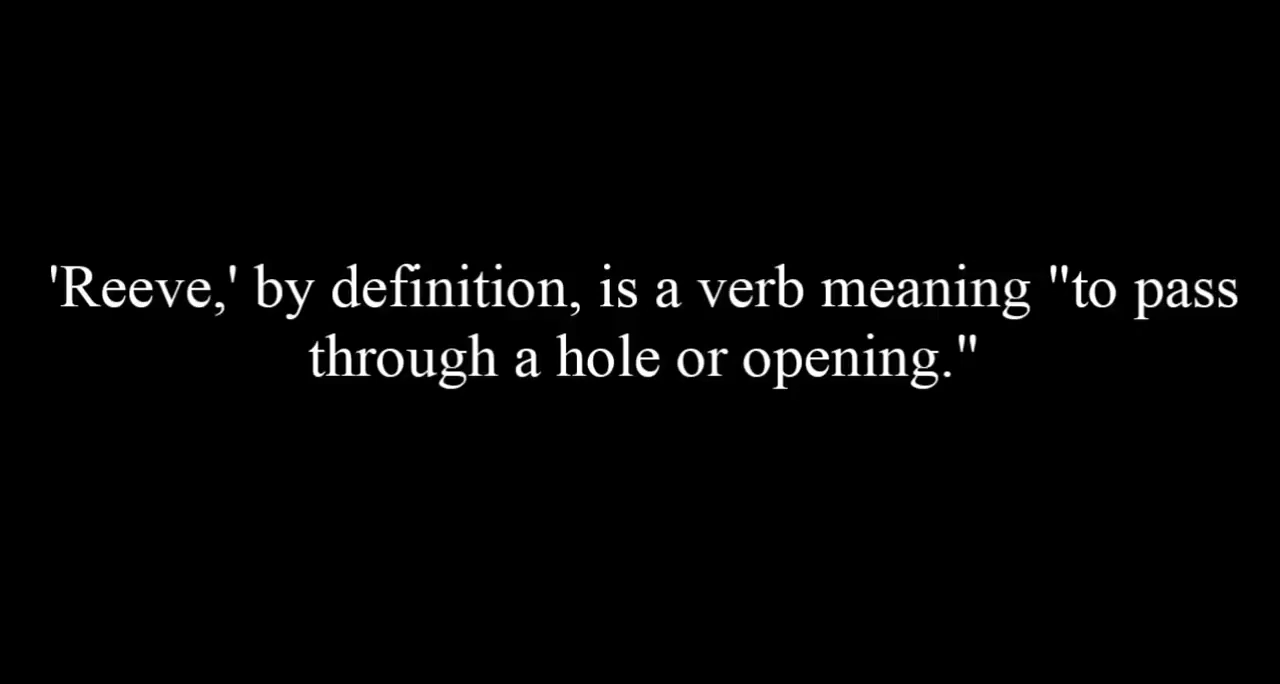 'Reeve,' by definition, is a verb meaning "to pass
through a hole or opening."